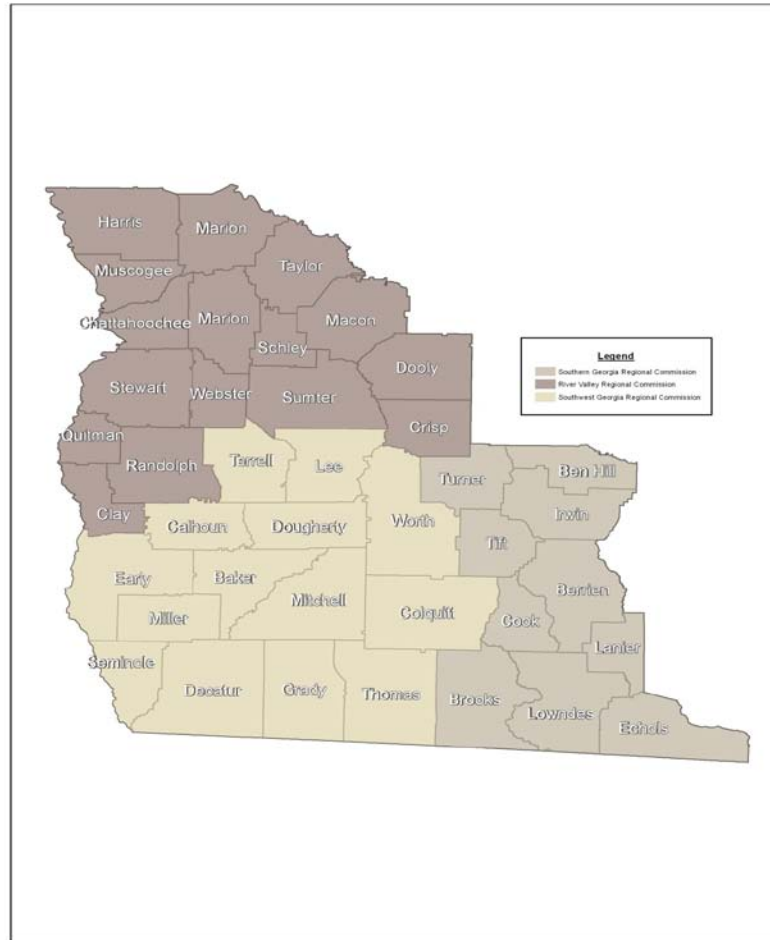 Harris
Marion
Taylor
Muscogee
Chattahoochee
Marion
Macon
Schley
Dooly
Stewart
Webster
Sumter
Crisp
Quitman
Randolph
Terrell
Lee
Turner
Ben Hill
Clay
Calhoun
Dougherty
Worth
Irwin
Tift
Early
Baker
Mitchell
Berrien
Miller
Colquitt
Cook
Lanier
Seminole
Decatur
Grady
Thomas
Brooks
Lowndes
Echols
Legend
Southern Georgia Regional Commission
River Valley Regional Commission
Southwest Georgia Regional Commission